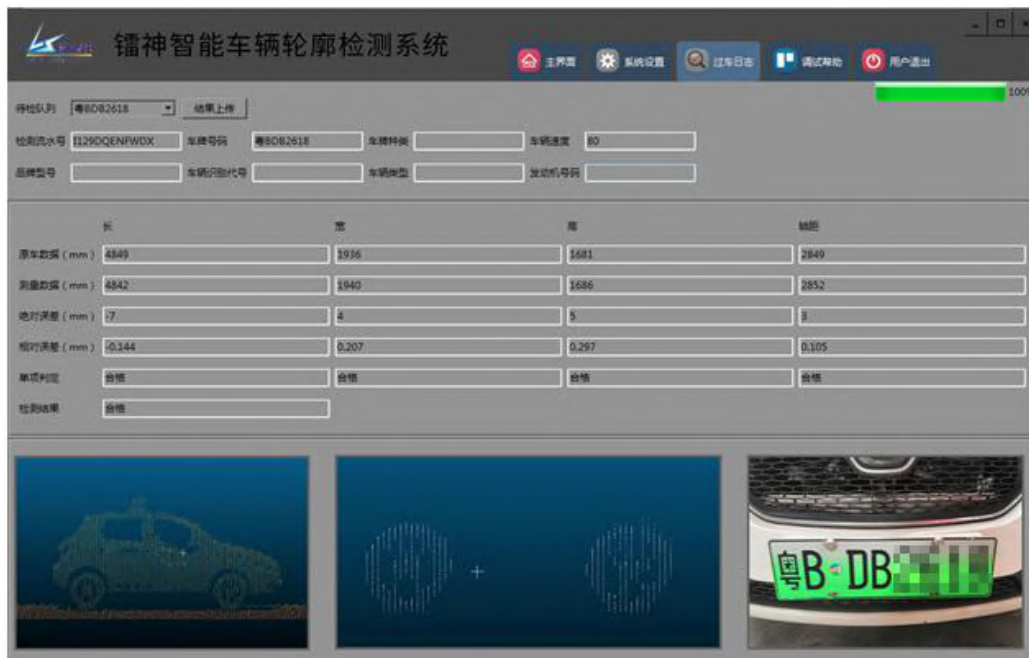 镭神智能车辆轮廓检测系统
主界面 系统设置 过车日志 调试帮助 用户退出
100%
待检队列 粤BDB2618 结果上传
检测流水号 I129DQENFWDX 车牌号码 粤BDB2618 车牌种类 车辆速度 80
品牌型号 车辆识别代号 车辆类型 发动机号码
长 宽 高 轴距
原车数据(mm) 4849 1936 1681 2849
测量数据(mm) 4842 1940 1686 2852
绝对误差(mm) -7 4 5 3
相对误差(mm) -0.144 0.207 0.297 0.105
单项判定 合格 合格 合格 合格
检测结果 合格
粤B·DB